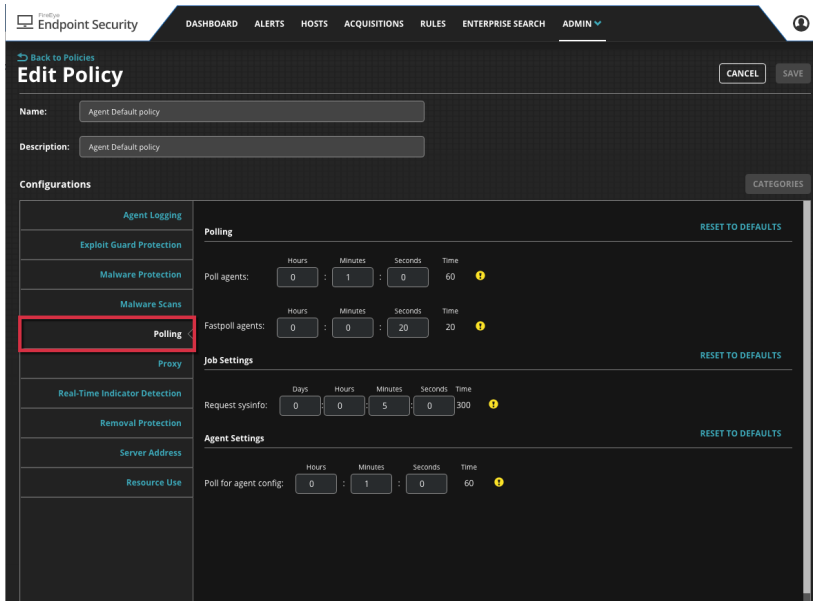 FireEye
Endpoint Security
DASHBOARD ALERTS HOSTS ACQUISITIONS RULES ENTERPRISE SEARCH ADMIN
Back to Policies
Edit Policy
CANCEL SAVE
Name: Agent Default policy
Description: Agent Default policy
Configurations
CATEGORIES
Agent Logging
Exploit Guard Protection
Malware Protection
Malware Scans
Polling
Proxy
Real-Time Indicator Detection
Removal Protection
Server Address
Resource Use
Polling RESET TO DEFAULTS
Hours Minutes Seconds Time
Poll agents: 0 : 1 : 0 60
Hours Minutes Seconds Time
Fastpoll agents: 0 : 0 : 20 20
Job Settings RESET TO DEFAULTS
Days Hours Minutes Seconds Time
Request sysinfo: 0 : 0 : 5 : 0 300
Agent Settings RESET TO DEFAULTS
Hours Minutes Seconds Time
Poll for agent config: 0 : 1 : 0 60